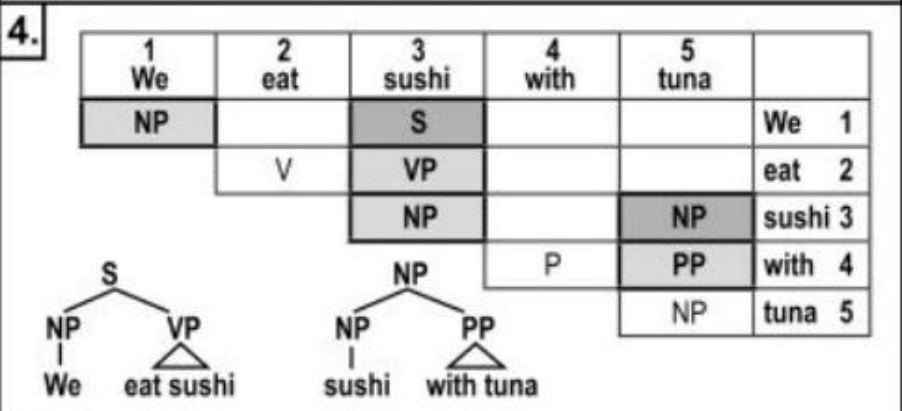 4.
1 2 3 4 5
We eat sushi with tuna
NP S We 1
V VP eat 2
NP NP sushi 3
P PP with 4
NP tuna 5
S
NP VP
We eat sushi
NP
NP PP
sushi with tuna